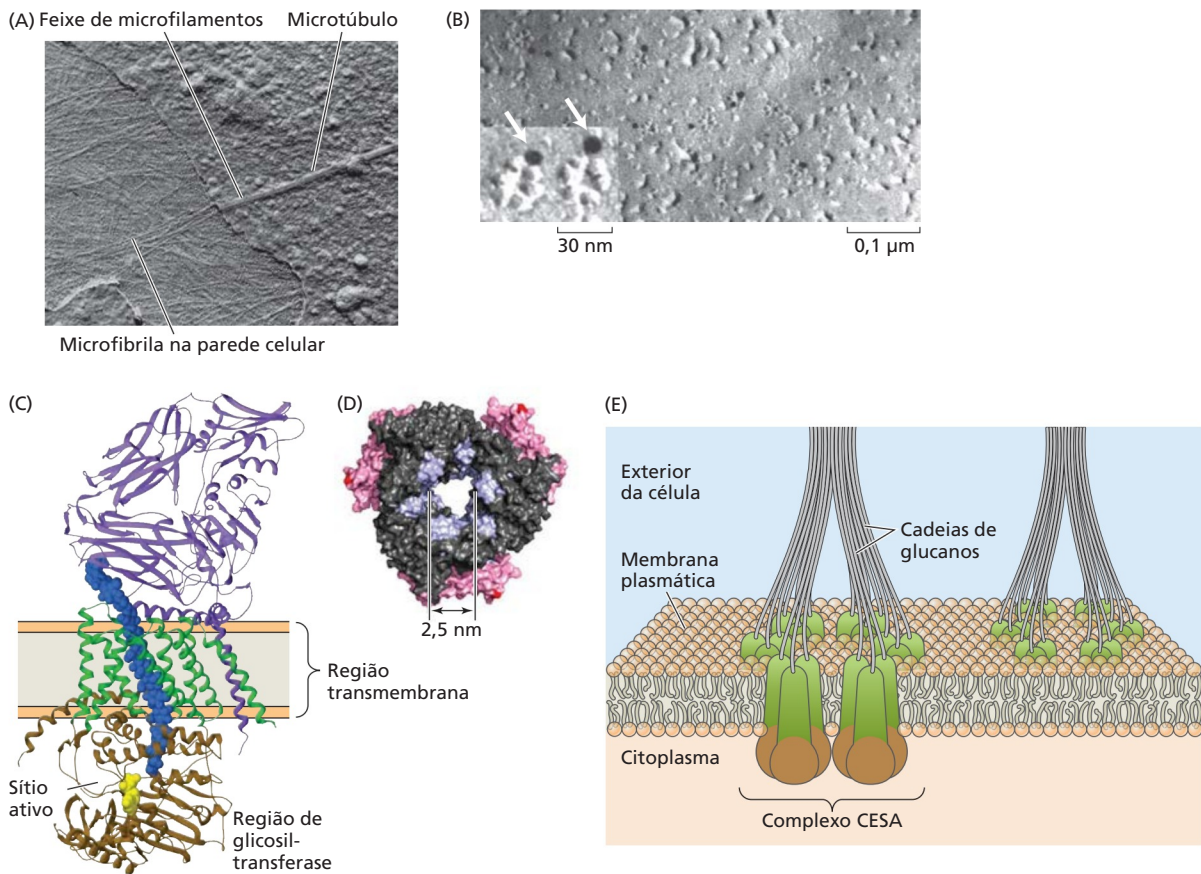 (A)
Feixe de microfilamentos
Microtúbulo
Microfibrila na parede celular
(B)
30 nm
0,1 µm
(C)
Região
transmembrana
Sítio
ativo
Região de
glicosil-
transferase
(D)
2,5 nm
(E)
Exterior
da célula
Cadeias de
glucanos
Membrana
plasmática
Citoplasma
Complexo CESA